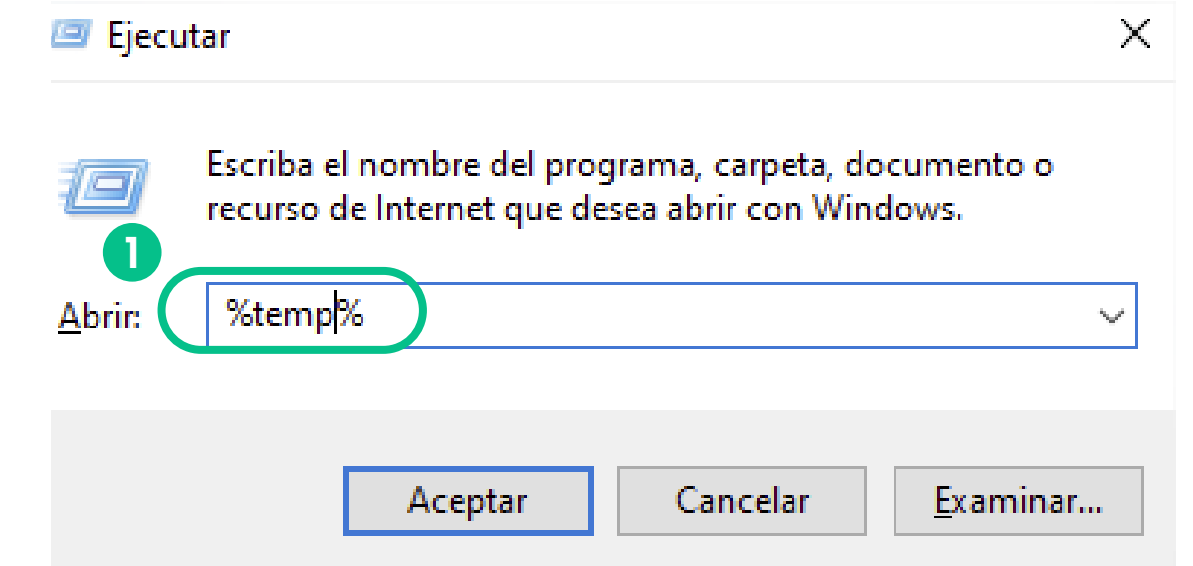 Ejecutar
Escriba el nombre del programa, carpeta, documento o
recurso de Internet que desea abrir con Windows.
1
Abrir: %temp%
Aceptar Cancelar Examinar...